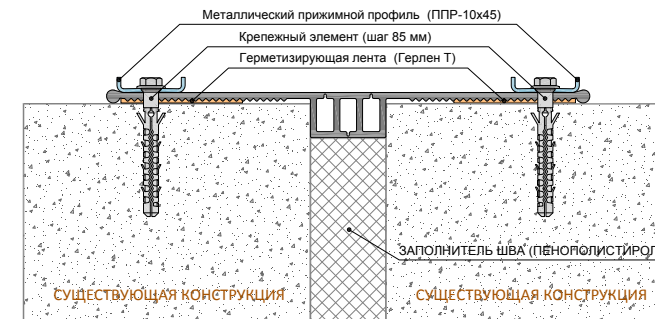 Металлический прижимной профиль (ППР-10х45)
Крепежный элемент (шаг 85 мм)
Герметизирующая лента (Герлен Т)
ЗАПОЛНИТЕЛЬ ШВА (ПЕНОПОЛИСТИРОЛ
СУЩЕСТВУЮЩАЯ КОНСТРУКЦИЯ
СУЩЕСТВУЮЩАЯ КОНСТРУКЦИЯ